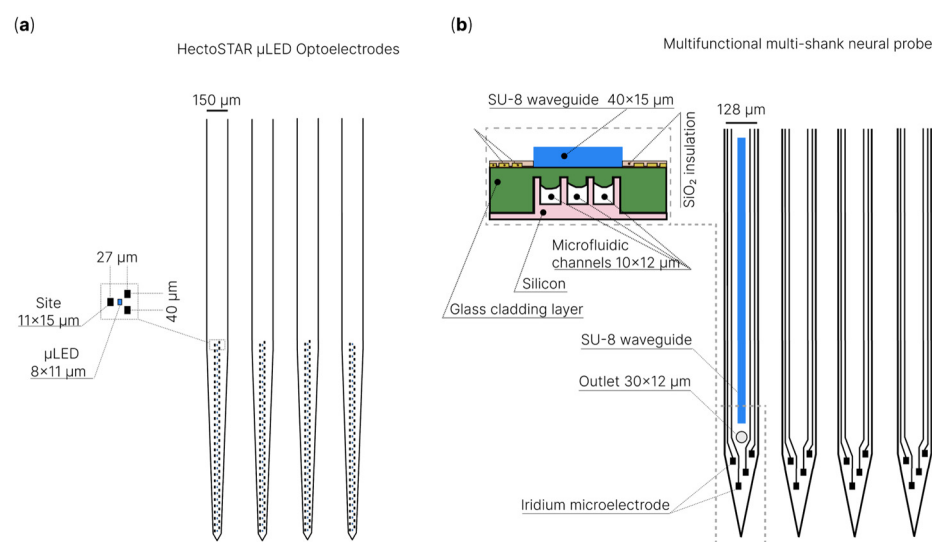 (a)
HectoSTAR µLED Optoelectrodes
150 µm
27 µm
40 µm
Site
11×15 µm
µLED
8×11 µm
(b)
Multifunctional multi-shank neural probe
SU-8 waveguide 40×15 µm
128 µm
SiO₂ insulation
Microfluidic
channels 10×12 µm
Silicon
Glass cladding layer
SU-8 waveguide
Outlet 30×12 µm
Iridium microelectrode